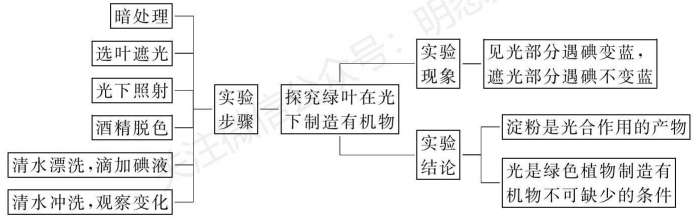 暗处理
选叶遮光
光下照射
酒精脱色
清水漂洗，滴加碘液
清水冲洗，观察变化
实验
步骤
探究绿叶在光
下制造有机物
实验
现象
见光部分遇碘变蓝，
遮光部分遇碘不变蓝
实验
结论
淀粉是光合作用的产物
光是绿色植物制造有
机物不可缺少的条件